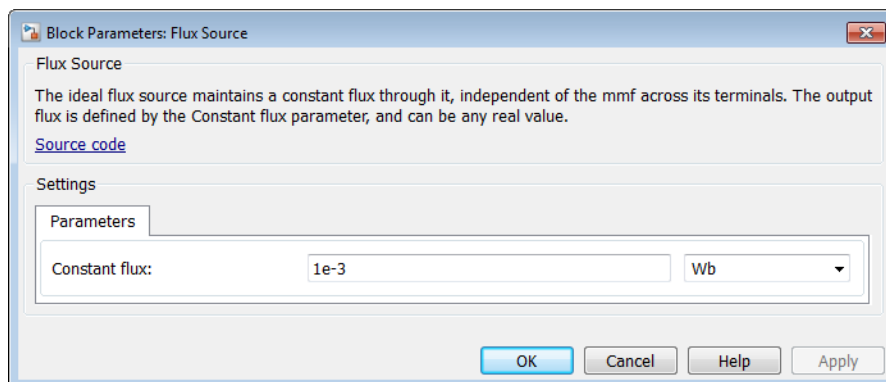 Block Parameters: Flux Source
Flux Source
The ideal flux source maintains a constant flux through it, independent of the mmf across its terminals. The output
flux is defined by the Constant flux parameter, and can be any real value.
Source code
Settings
Parameters
Constant flux: 1e-3 Wb
OK Cancel Help Apply